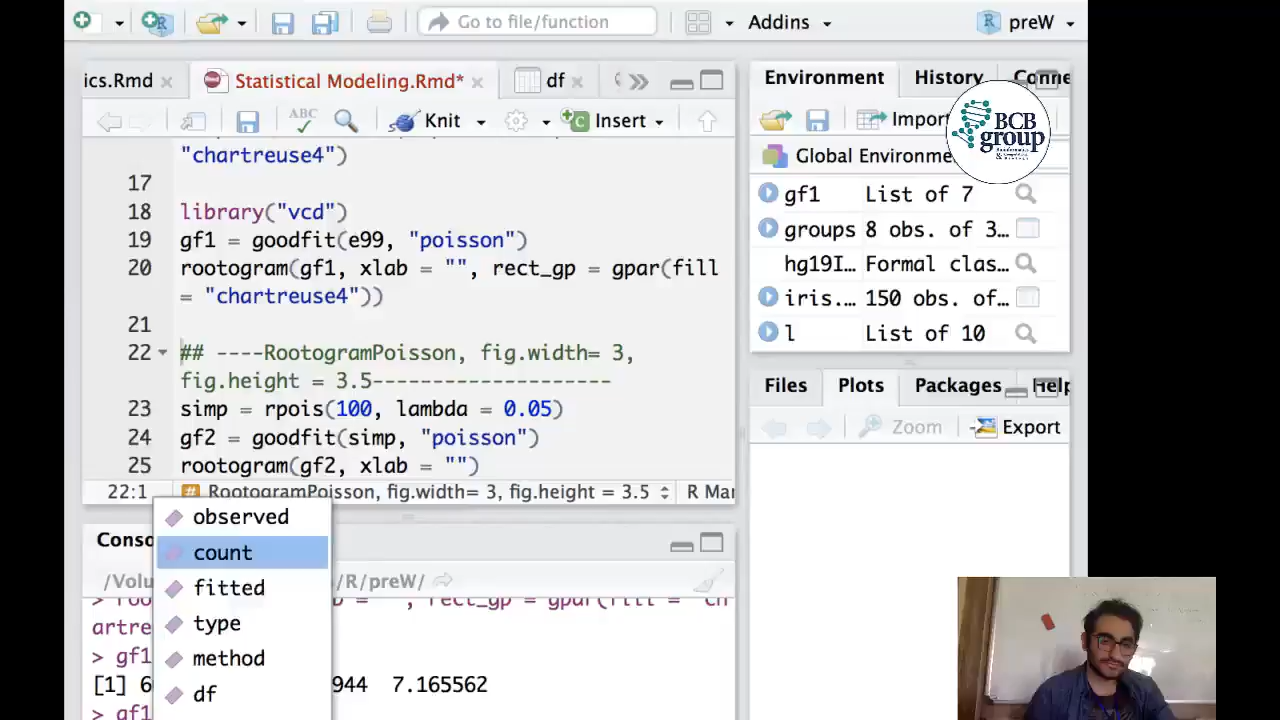 Go to file/function
Addins
preW
ics.Rmd
Statistical Modeling.Rmd*
df
Environment
History
Conne
ABC
Knit
Insert
Import
BCB
group
Global Environme
"chartreuse4")
17
18 library("vcd")
19 gf1 = goodfit(e99, "poisson")
20 rootogram(gf1, xlab = "", rect_gp = gpar(fill
= "chartreuse4"))
21
22 ## ----RootogramPoisson, fig.width= 3,
fig.height = 3.5--------------------
23 simp = rpois(100, lambda = 0.05)
24 gf2 = goodfit(simp, "poisson")
25 rootogram(gf2, xlab = "")
22:1 # RootogramPoisson, fig.width= 3, fig.height = 3.5 R Mar
gf1 List of 7
groups 8 obs. of 3…
hg19I… Formal clas…
iris.… 150 obs. of…
l List of 10
Files
Plots
Packages
Help
Zoom
Export
observed
count
fitted
type
method
df
Conso
/Volu
/R/preW/
, rect_gp = gpar(fill =
artre
> gf1
[1] 6
944 7.165562
> gf1